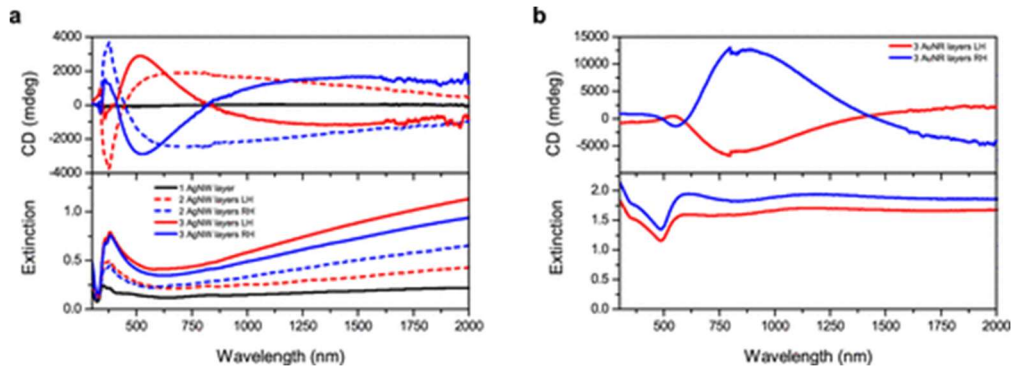 a
4000
2000
0
-2000
-4000
CD (mdeg)
1.0
0.5
0.0
Extinction
1 AgNW layer
2 AgNW layers LH
2 AgNW layers RH
3 AgNW layers LH
3 AgNW layers RH
500 750 1000 1250 1500 1750 2000
Wavelength (nm)
b
15000
10000
5000
0
-5000
CD (mdeg)
3 AuNR layers LH
3 AuNR layers RH
2.0
1.5
1.0
0.5
0.0
Extinction
500 750 1000 1250 1500 1750 2000
Wavelength (nm)